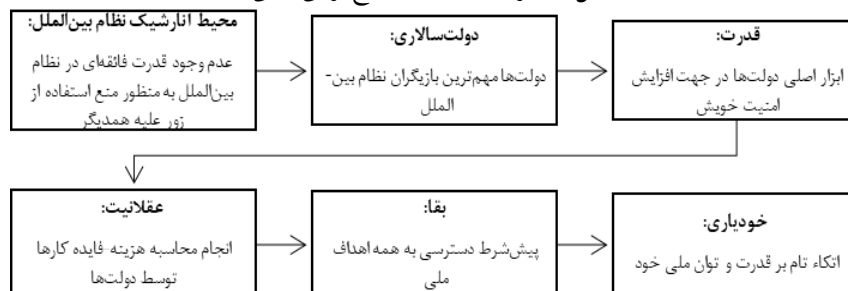 محیط آنارشیک نظام بین‌الملل:
عدم وجود قدرت فائقه‌ای در نظام
بین‌الملل به منظور منع استفاده از
زور علیه همدیگر
دولت‌سالاری:
دولت‌ها مهم‌ترین بازیگران نظام بین-
الملل
قدرت:
ابزار اصلی دولت‌ها در جهت افزایش
امنیت خویش
عقلانیت:
انجام محاسبه هزینه-فایده کارها
توسط دولت‌ها
بقا:
پیش‌شرط دسترسی به همه اهداف
ملی
خودیاری:
اتکاء تام بر قدرت و توان ملی خود